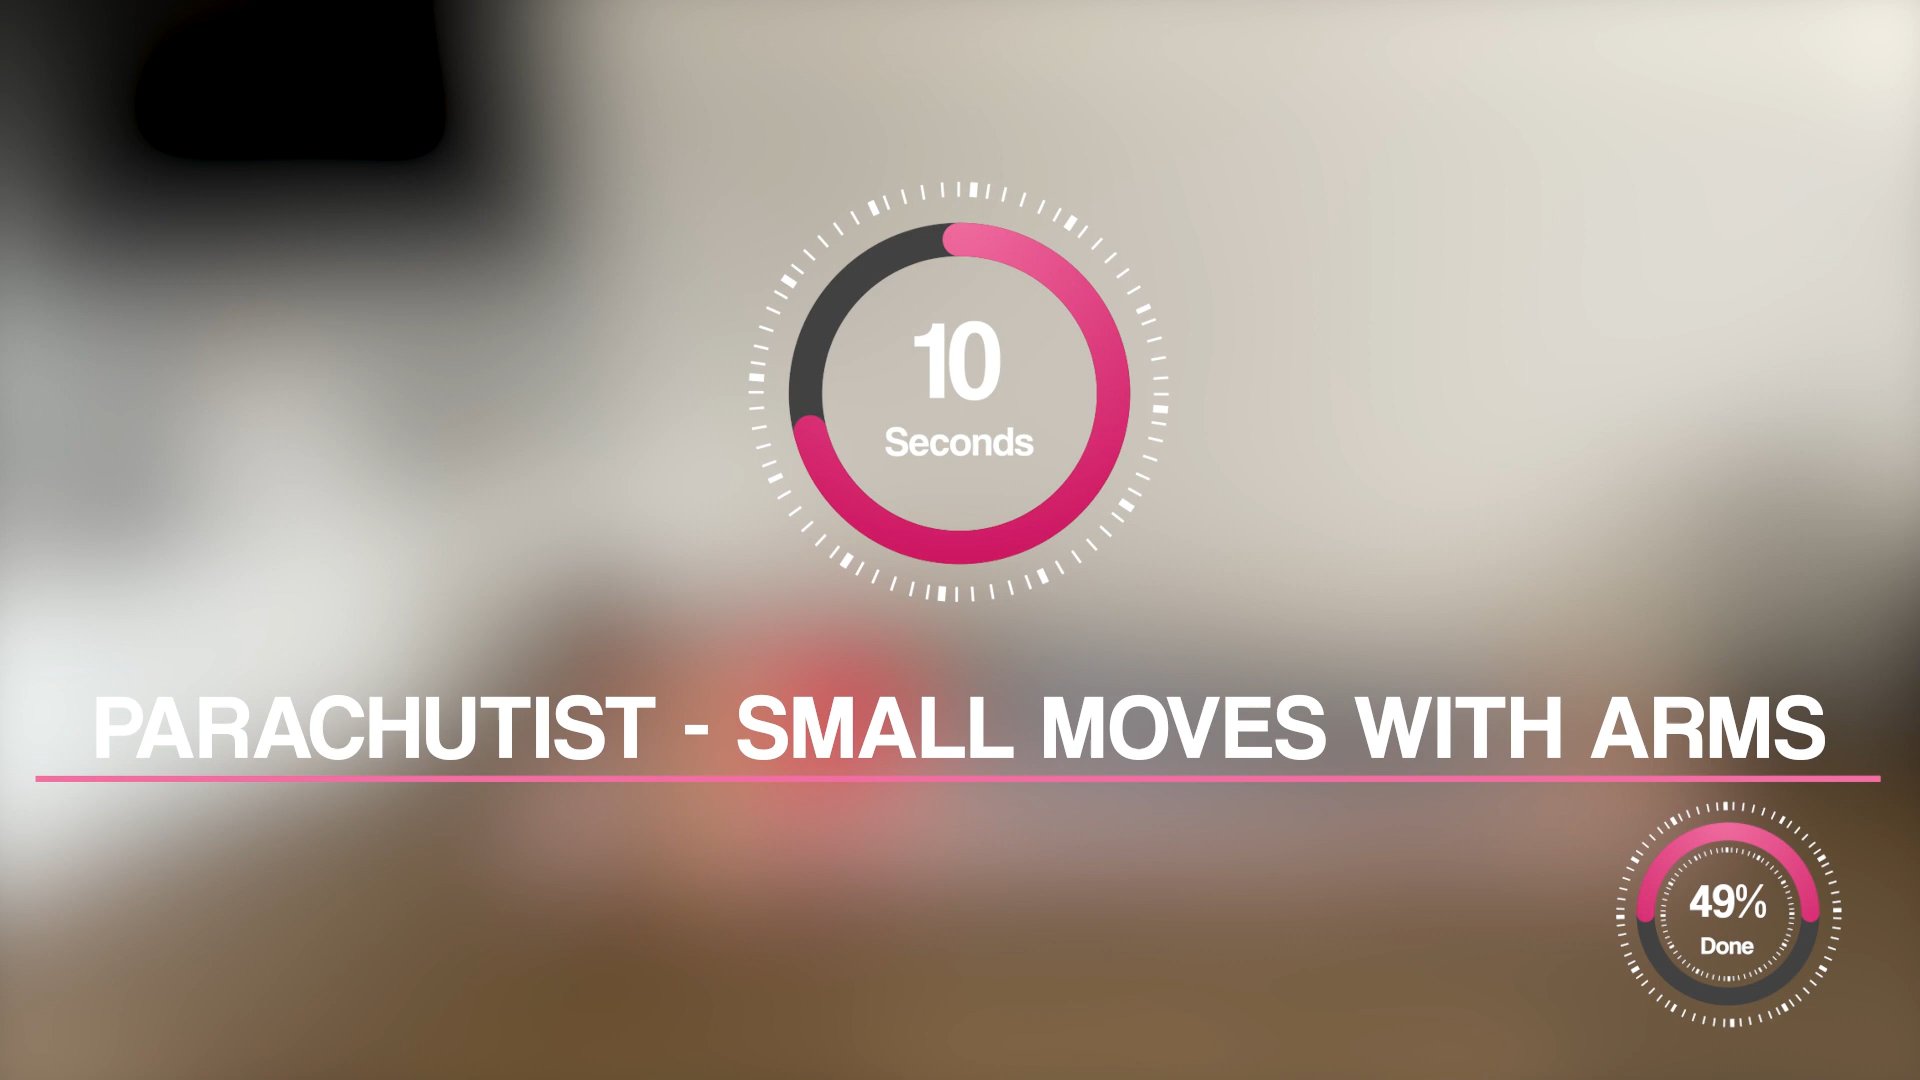 10
Seconds
PARACHUTIST - SMALL MOVES WITH ARMS
49%
Done